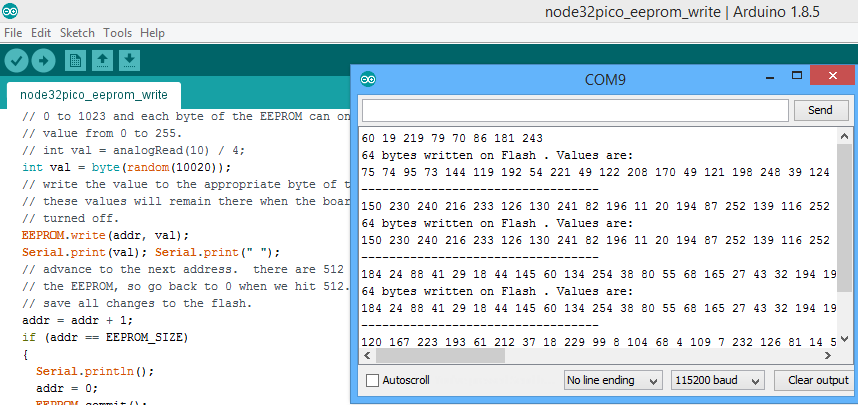 node32pico_eeprom_write | Arduino 1.8.5
File Edit Sketch Tools Help
node32pico_eeprom_write
// 0 to 1023 and each byte of the EEPROM can on
// value from 0 to 255.
// int val = analogRead(10) / 4;
int val = byte(random(10020));
// write the value to the appropriate byte of t
// these values will remain there when the boar
// turned off.
EEPROM.write(addr, val);
Serial.print(val); Serial.print(" ");
// advance to the next address. there are 512
// the EEPROM, so go back to 0 when we hit 512.
// save all changes to the flash.
addr = addr + 1;
if (addr == EEPROM_SIZE)
{
Serial.println();
addr = 0;
EEPROM.commit();
COM9
Send
60 19 219 79 70 86 181 243
64 bytes written on Flash . Values are:
75 74 95 73 144 119 192 54 221 49 122 208 170 49 121 198 248 39 124
----------------------------------
150 230 240 216 233 126 130 241 82 196 11 20 194 87 252 139 116 252
64 bytes written on Flash . Values are:
150 230 240 216 233 126 130 241 82 196 11 20 194 87 252 139 116 252
----------------------------------
184 24 88 41 29 18 44 145 60 134 254 38 80 55 68 165 27 43 32 194 19
64 bytes written on Flash . Values are:
184 24 88 41 29 18 44 145 60 134 254 38 80 55 68 165 27 43 32 194 19
----------------------------------
120 167 223 193 61 212 37 18 229 99 8 104 68 4 109 7 232 126 81 14 5
Autoscroll
No line ending
115200 baud
Clear output